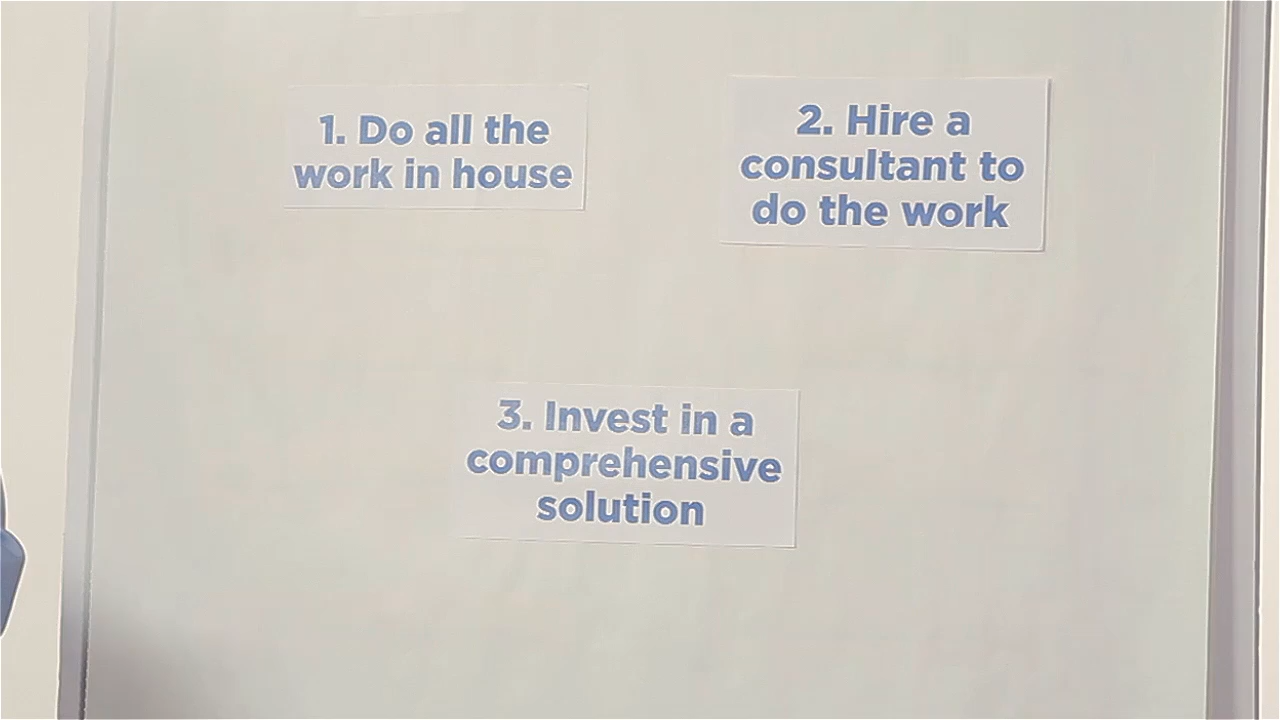 1. Do all the
work in house
2. Hire a
consultant to
do the work
3. Invest in a
comprehensive
solution